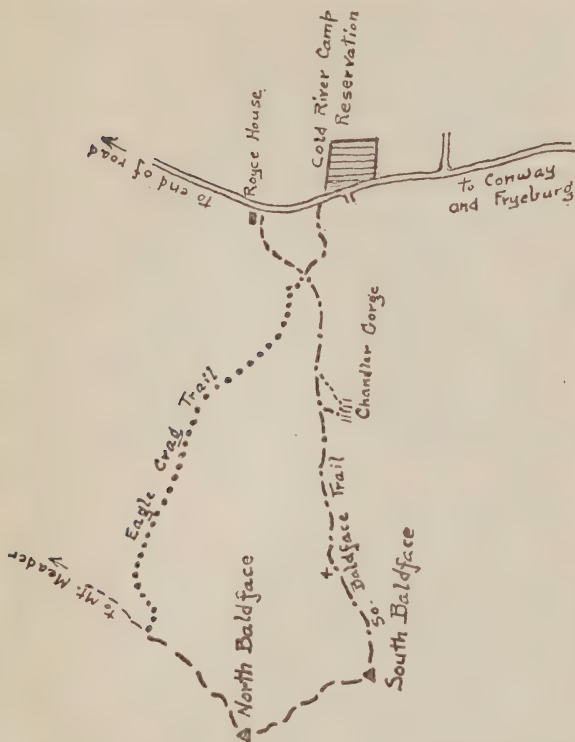 to end of
road
Royce House
Cold River Camp
Reservation
to Conway
and Fryeburg
Eagle Crag Trail
Chandler Gorge
to Mt. Meader
So. Baldface Trail
North Baldface
South Baldface